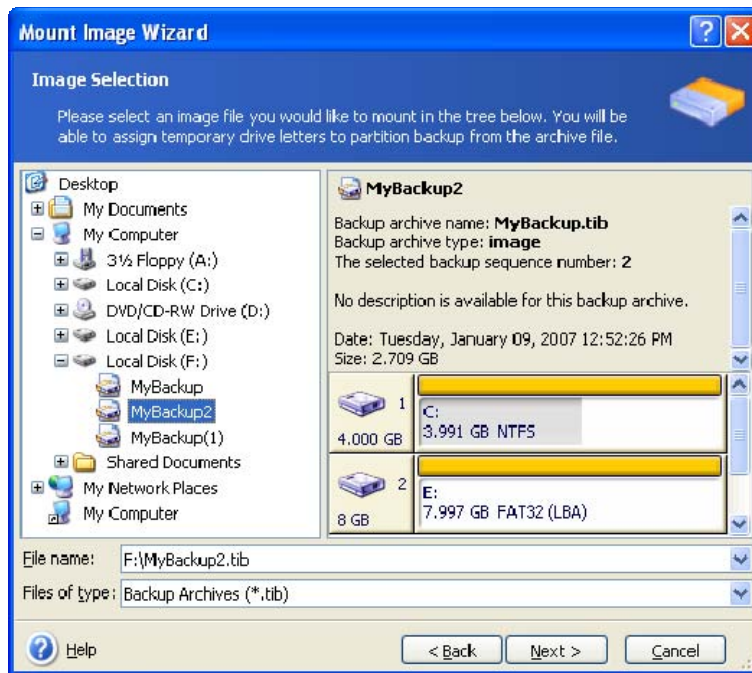 Mount Image Wizard
Image Selection
Please select an image file you would like to mount in the tree below. You will be
able to assign temporary drive letters to partition backup from the archive file.
Desktop
My Documents
My Computer
3½ Floppy (A:)
Local Disk (C:)
DVD/CD-RW Drive (D:)
Local Disk (E:)
Local Disk (F:)
MyBackup
MyBackup2
MyBackup(1)
Shared Documents
My Network Places
My Computer
MyBackup2
Backup archive name: MyBackup.tib
Backup archive type: image
The selected backup sequence number: 2
No description is available for this backup archive.
Date: Tuesday, January 09, 2007 12:52:26 PM
Size: 2.709 GB
1
4.000 GB
C:
3.991 GB NTFS
2
8 GB
E:
7.997 GB FAT32 (LBA)
File name: F:\MyBackup2.tib
Files of type: Backup Archives (*.tib)
Help
< Back
Next >
Cancel